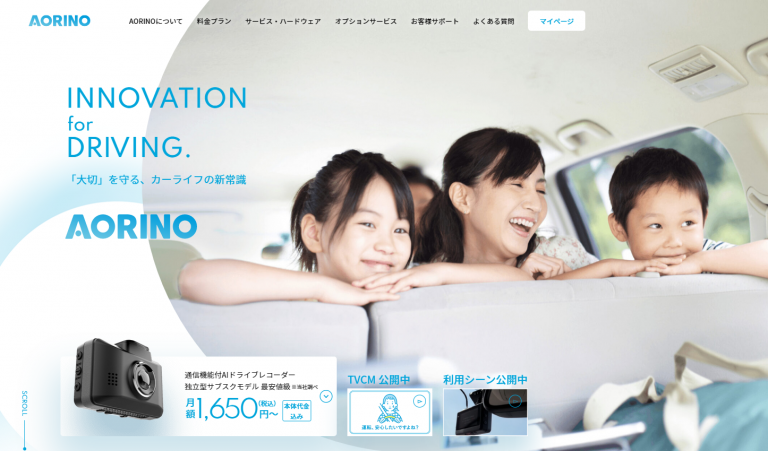 AORINO
AORINOについて
料金プラン
サービス・ハードウェア
オプションサービス
お客様サポート
よくある質問
マイページ
INNOVATION
for
DRIVING.
「大切」を守る、カーライフの新常識
AORINO
通信機能付AIドライブレコーダー
独立型サブスクモデル 最安値級 ※当社調べ
月額1,650円〜(税込)
本体代金
込み
TVCM 公開中
運転、安心したいですよね?
利用シーン公開中
SCROLL